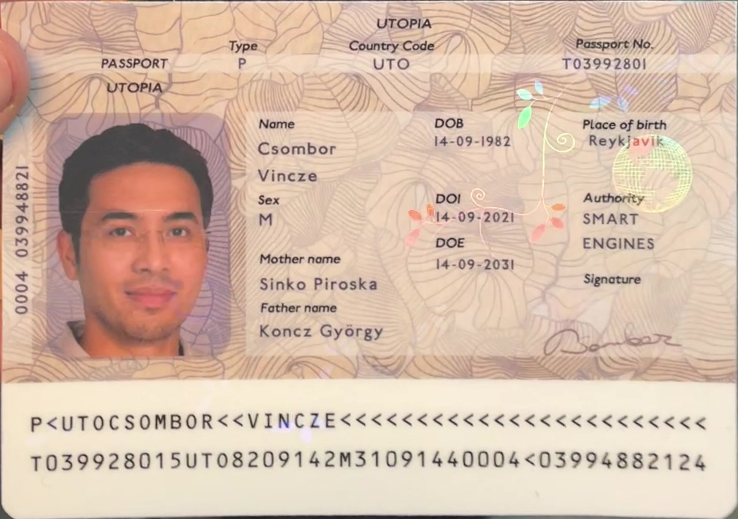 UTOPIA
PASSPORT
Type
Country Code
Passport No.
UTOPIA
P
UTO
T03992801
Name
Csombor
Vincze
DOB
14-09-1982
Place of birth
Reykjavik
Sex
M
DOI
14-09-2021
Authority
SMART
ENGINES
DOE
14-09-2031
Mother name
Sinko Piroska
Father name
Koncz György
Signature
0004 039948821
P<UTOCSOMBOR<<VINCZE<<<<<<<<<<<<<<<<<<<<<<<<
T039928015UTO8209142M31091440004<03994882124